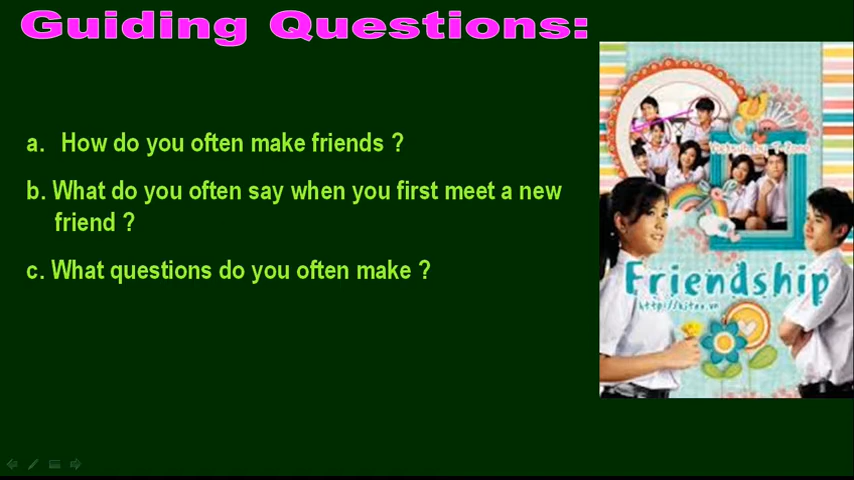 Guiding Questions:
a. How do you often make friends ?
b. What do you often say when you first meet a new
friend ?
c. What questions do you often make ?
Friendship